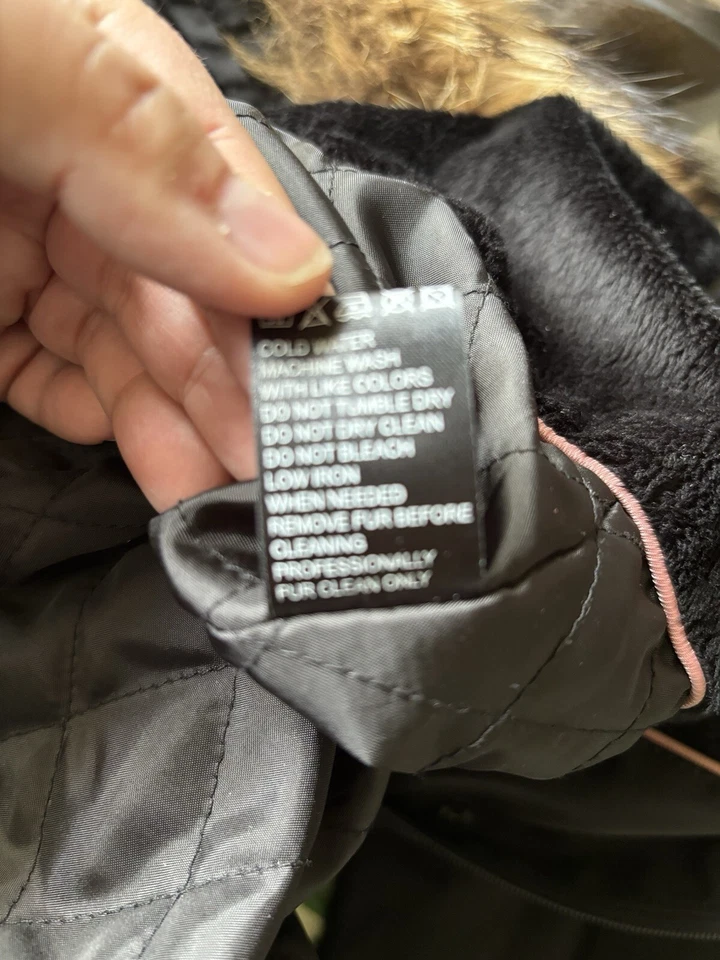 COLD WATER
MACHINE WASH
WITH LIKE COLORS
DO NOT TUMBLE DRY
DO NOT DRY CLEAN
DO NOT BLEACH
LOW IRON
WHEN NEEDED
REMOVE FUR BEFORE
CLEANING
PROFESSIONALLY
FUR CLEAN ONLY